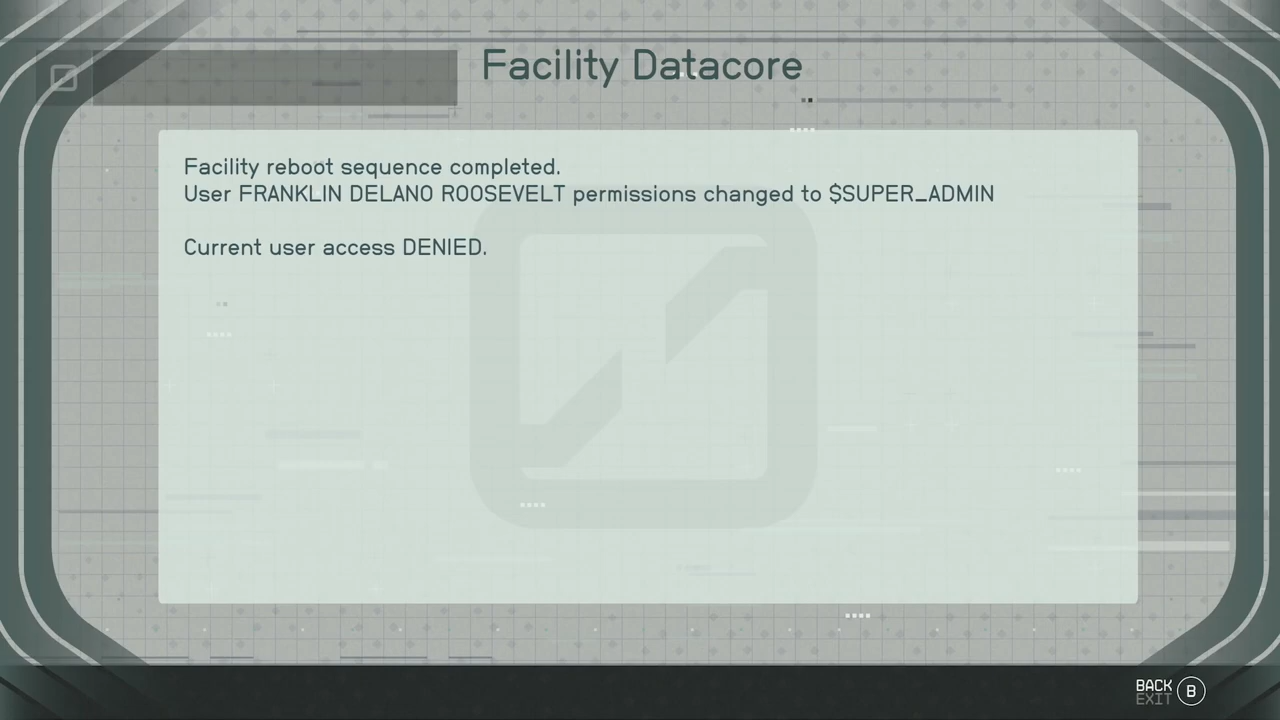 Facility Datacore
Facility reboot sequence completed.
User FRANKLIN DELANO ROOSEVELT permissions changed to $SUPER_ADMIN
Current user access DENIED.
BACK
EXIT
B